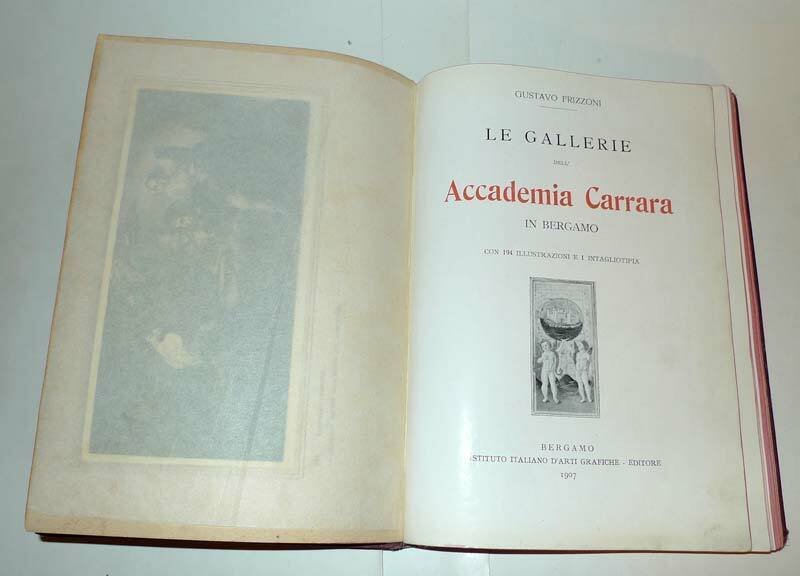 GUSTAVO FRIZZONI
LE GALLERIE
DELL'
Accademia Carrara
IN BERGAMO
CON 194 ILLUSTRAZIONI E 1 INTAGLIOTIPIA
BERGAMO
ISTITUTO ITALIANO D'ARTI GRAFICHE - EDITORE
1907